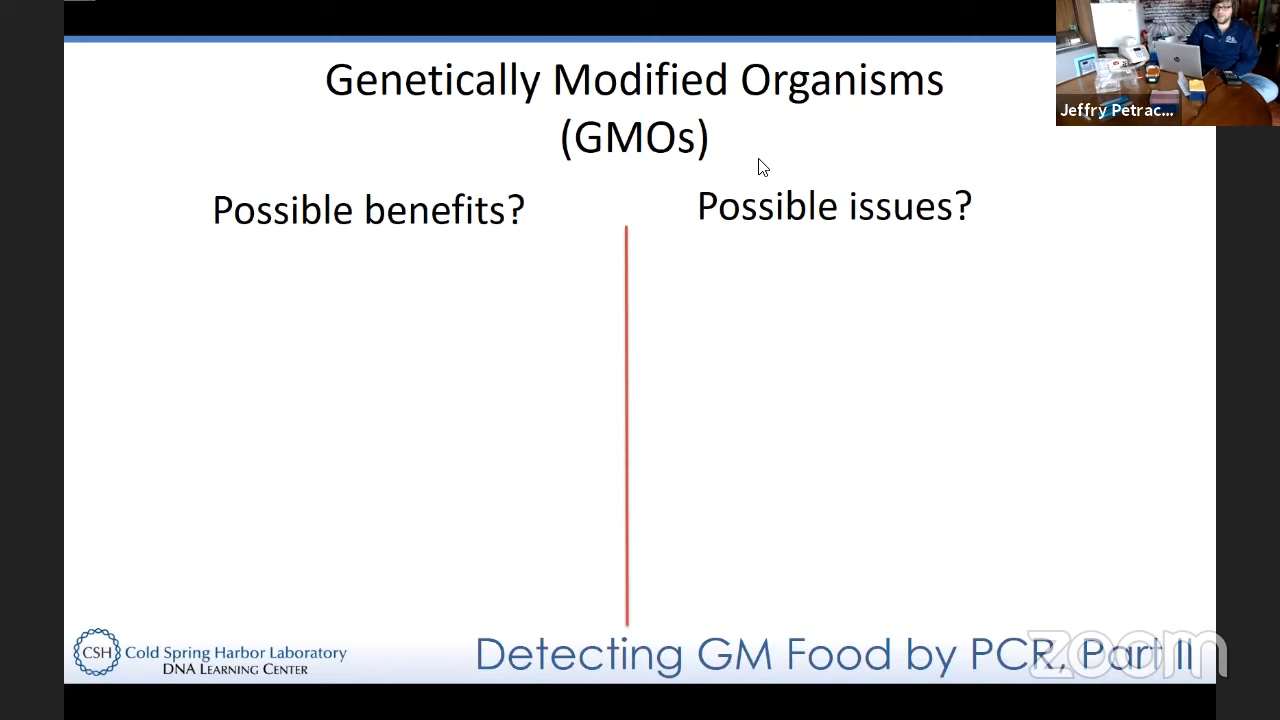 Genetically Modified Organisms
(GMOs)
Jeffry Petrac...
Possible benefits?
Possible issues?
CSH Cold Spring Harbor Laboratory
DNA LEARNING CENTER
Detecting GM Food by PCR, Part II
zoom